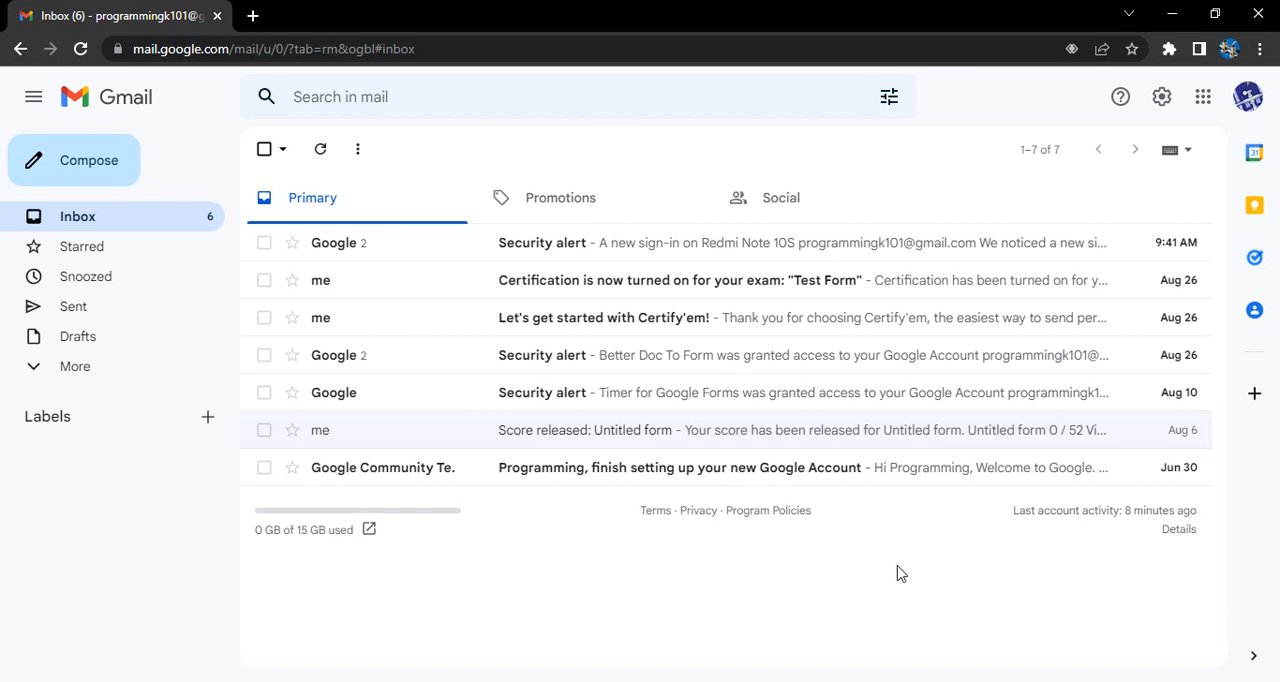 Inbox (6) - programmingk101@g
mail.google.com/mail/u/0/?tab=rm&ogbl#inbox
Gmail
Search in mail
Compose
1–7 of 7
Primary
Promotions
Social
Inbox 6
Starred
Snoozed
Sent
Drafts
More
Labels
Google 2 Security alert - A new sign-in on Redmi Note 10S programmingk101@gmail.com We noticed a new si... 9:41 AM
me Certification is now turned on for your exam: "Test Form" - Certification has been turned on for y... Aug 26
me Let's get started with Certify'em! - Thank you for choosing Certify'em, the easiest way to send per... Aug 26
Google 2 Security alert - Better Doc To Form was granted access to your Google Account programmingk101@... Aug 26
Google Security alert - Timer for Google Forms was granted access to your Google Account programmingk1... Aug 10
me Score released: Untitled form - Your score has been released for Untitled form. Untitled form 0 / 52 Vi... Aug 6
Google Community Te. Programming, finish setting up your new Google Account - Hi Programming, Welcome to Google. ... Jun 30
0 GB of 15 GB used
Terms · Privacy · Program Policies
Last account activity: 8 minutes ago
Details
31